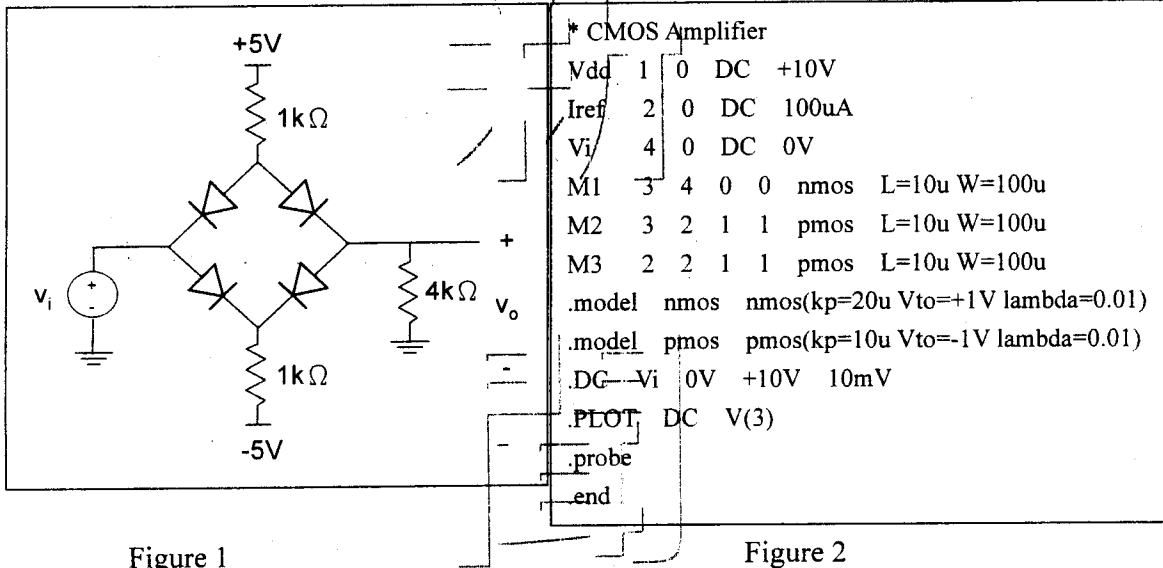 +5V
1kΩ
+
-
v_i
4kΩ
+
v_o
-
1kΩ
-5V
Figure 1
* CMOS Amplifier
Vdd 1 0 DC +10V
Iref 2 0 DC 100uA
Vi 4 0 DC 0V
M1 3 4 0 0 nmos L=10u W=100u
M2 3 2 1 1 pmos L=10u W=100u
M3 2 2 1 1 pmos L=10u W=100u
.model nmos nmos(kp=20u Vto=+1V lambda=0.01)
.model pmos pmos(kp=10u Vto=-1V lambda=0.01)
.DC Vi 0V +10V 10mV
.PLOT DC V(3)
.probe
.end
Figure 2